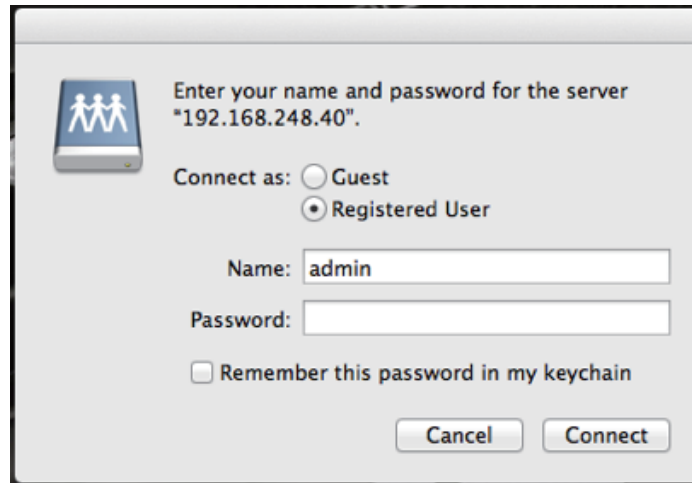 Enter your name and password for the server
"192.168.248.40".
Connect as: Guest
Registered User
Name: admin
Password:
Remember this password in my keychain
Cancel Connect